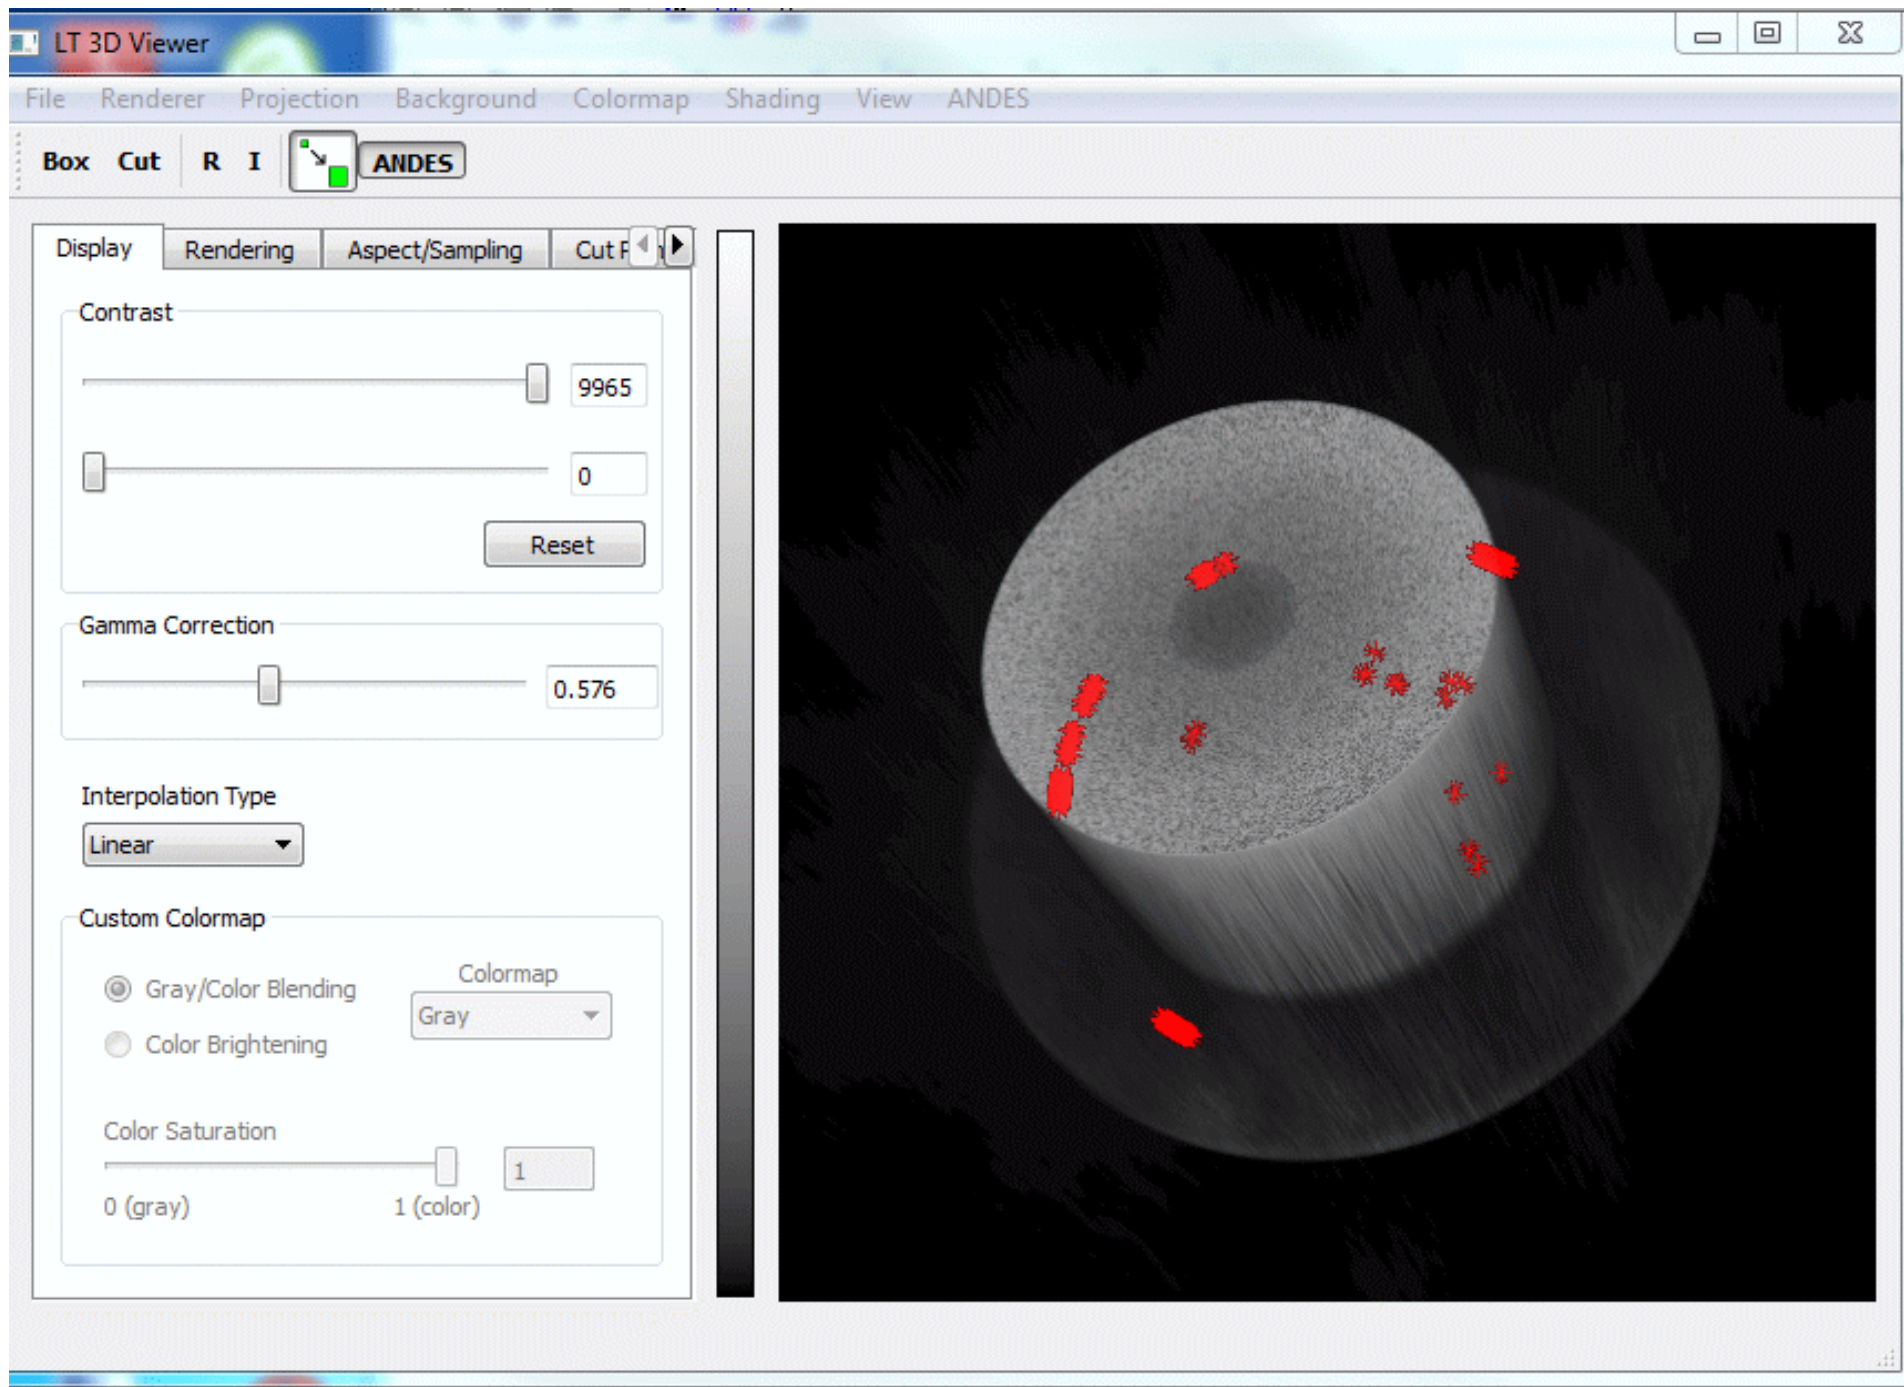 LT 3D Viewer
File Renderer Projection Background Colormap Shading View ANDES
Box Cut R I ANDES
Display Rendering Aspect/Sampling Cut
Contrast
9965
0
Reset
Gamma Correction
0.576
Interpolation Type
Linear
Custom Colormap
Gray/Color Blending
Colormap
Gray
Color Brightening
Color Saturation
1
0 (gray) 1 (color)